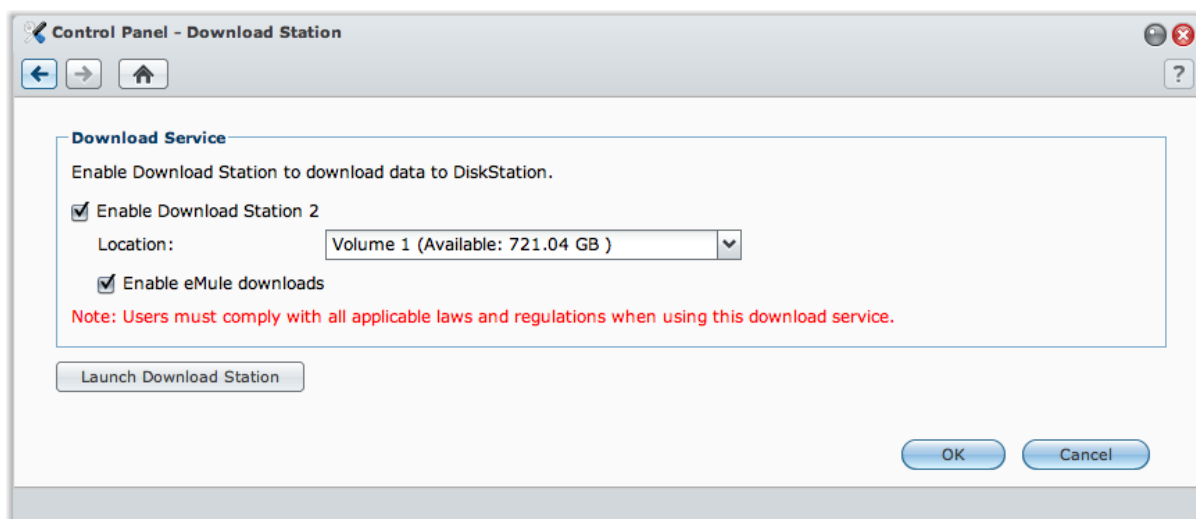 Control Panel - Download Station
?
Download Service
Enable Download Station to download data to DiskStation.
Enable Download Station 2
Location: Volume 1 (Available: 721.04 GB )
Enable eMule downloads
Note: Users must comply with all applicable laws and regulations when using this download service.
Launch Download Station
OK Cancel